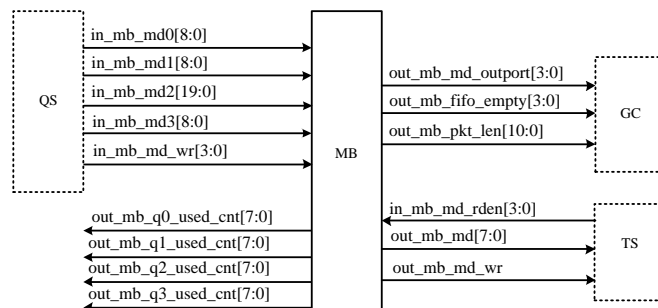 QS
in_mb_md0[8:0]
in_mb_md1[8:0]
in_mb_md2[19:0]
in_mb_md3[8:0]
in_mb_md_wr[3:0]
out_mb_q0_used_cnt[7:0]
out_mb_q1_used_cnt[7:0]
out_mb_q2_used_cnt[7:0]
out_mb_q3_used_cnt[7:0]
MB
out_mb_md_outport[3:0]
out_mb_fifo_empty[3:0]
out_mb_pkt_len[10:0]
GC
in_mb_md_rden[3:0]
out_mb_md[7:0]
out_mb_md_wr
TS